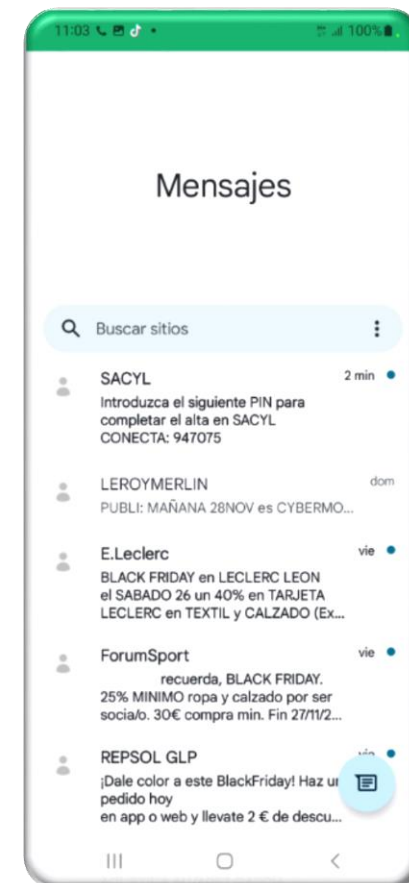 11:03 100%
Mensajes
Buscar sitios
SACYL 2 min
Introduzca el siguiente PIN para
completar el alta en SACYL
CONECTA: 947075
LEROYMERLIN dom
PUBLI: MAÑANA 28NOV es CYBERMO...
E.Leclerc vie
BLACK FRIDAY en LECLERC LEON
el SABADO 26 un 40% en TARJETA
LECLERC en TEXTIL y CALZADO (Ex...
ForumSport vie
recuerda, BLACK FRIDAY.
25% MINIMO ropa y calzado por ser
socia/o. 30€ compra min. Fin 27/11/2...
REPSOL GLP vie
¡Dale color a este BlackFriday! Haz un
pedido hoy
en app o web y llevate 2 € de descu...